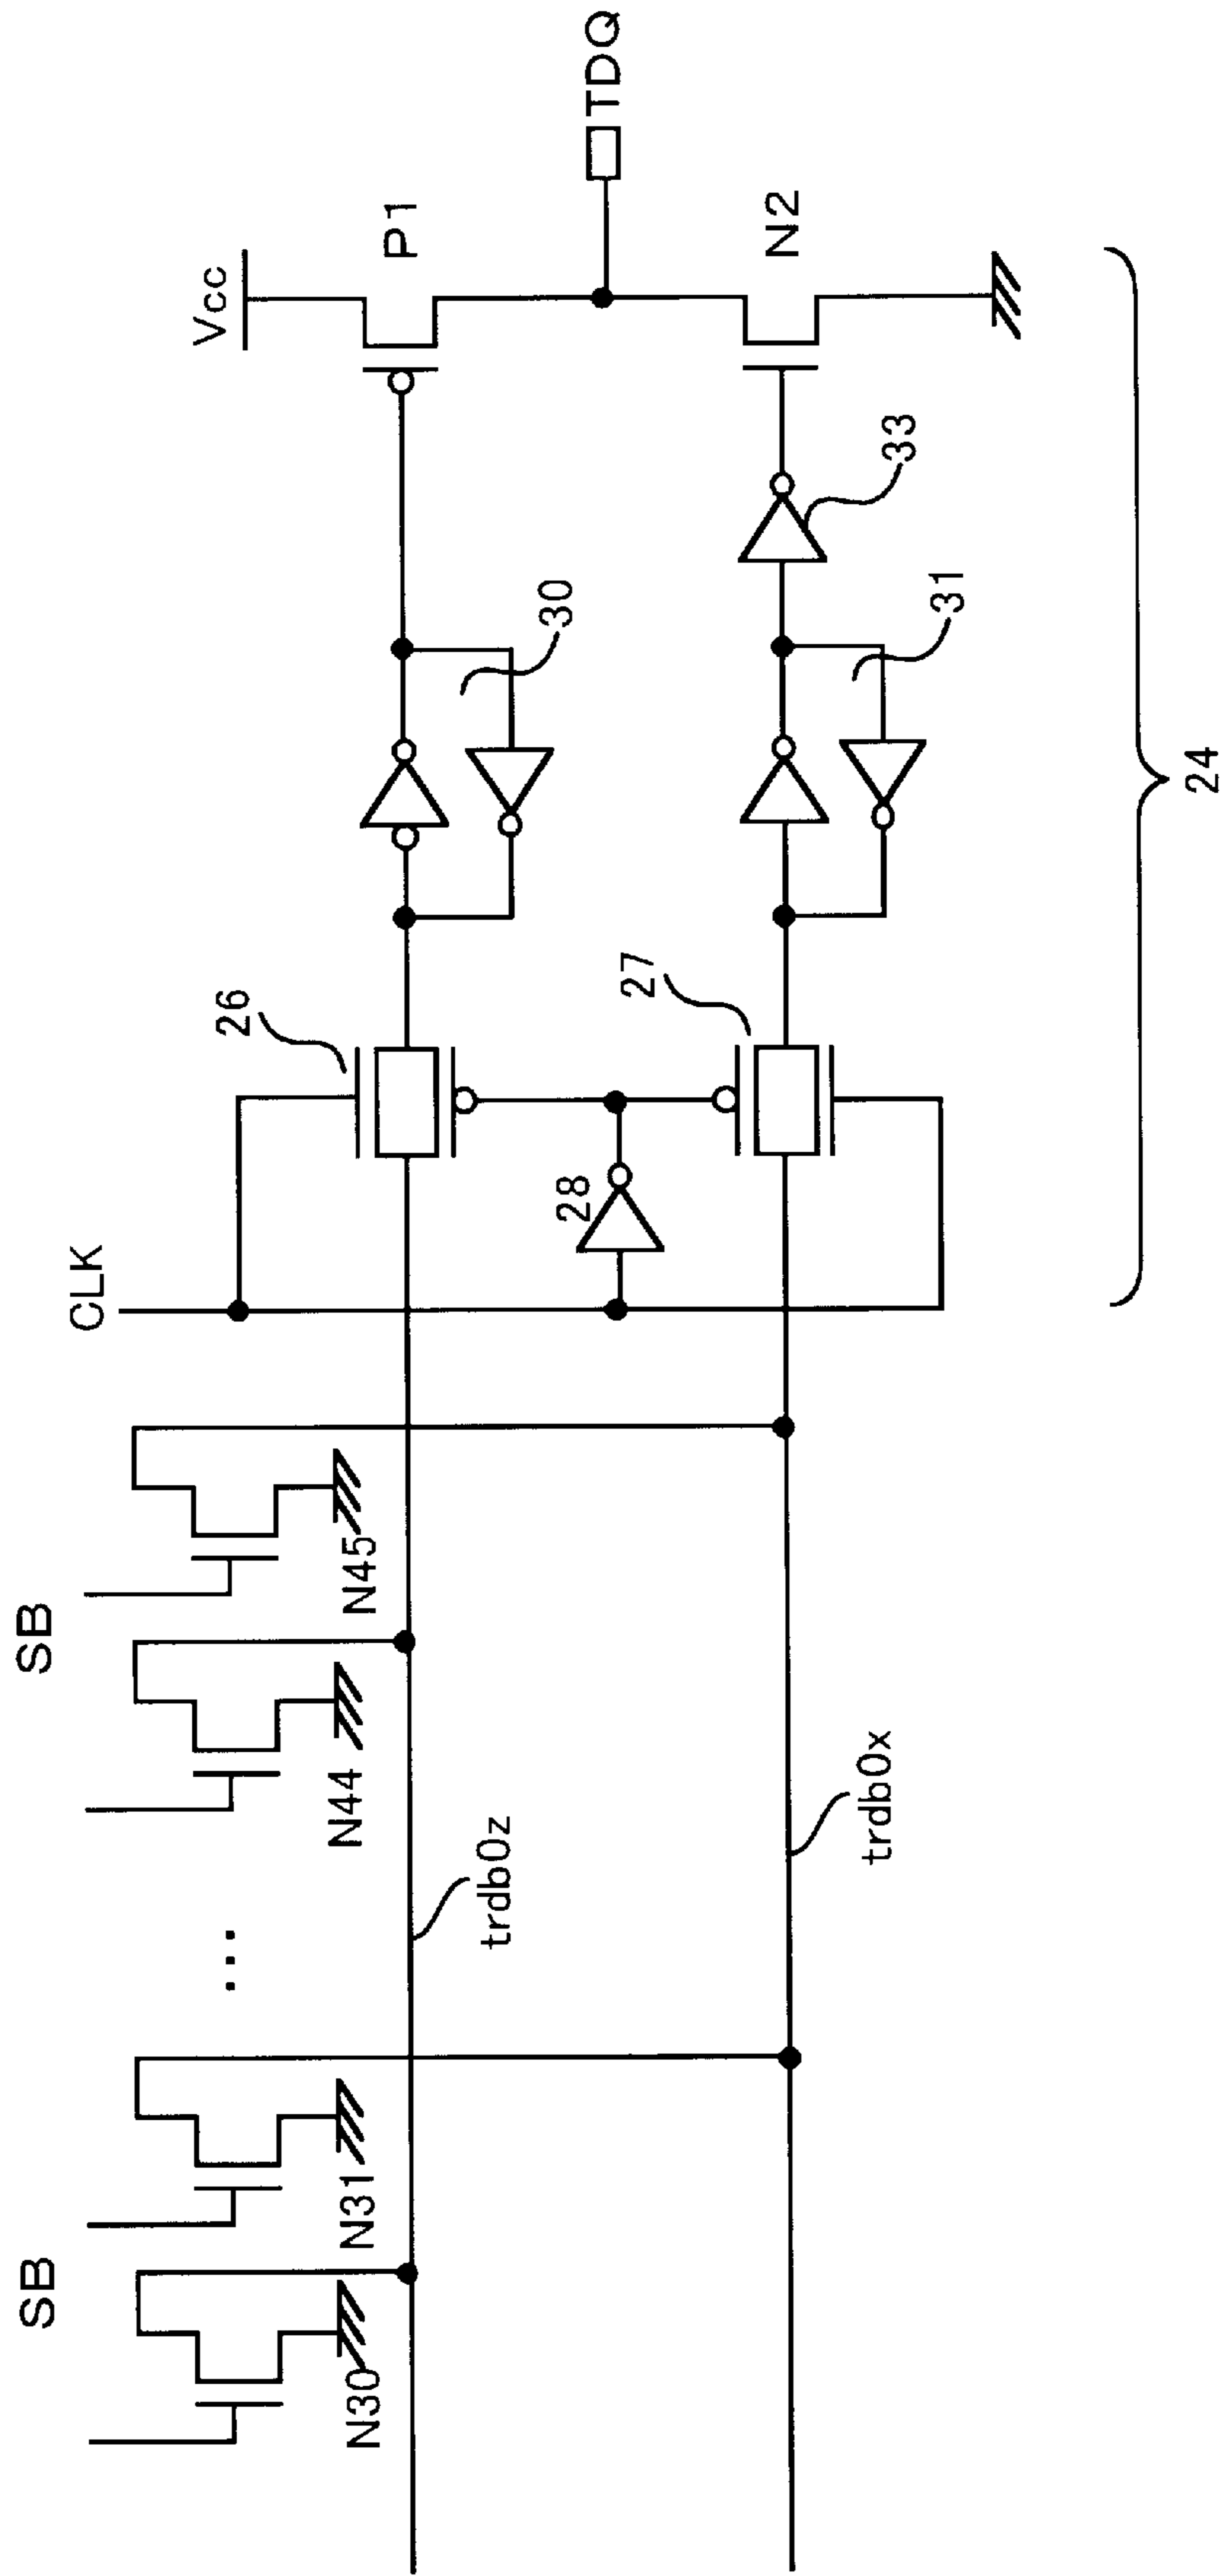 SB
SB
CLK
Vcc
N30
N31
...
N44
N45
26
P1
trdb0z
28
30
TDQ
27
33
N2
trdb0x
31
24